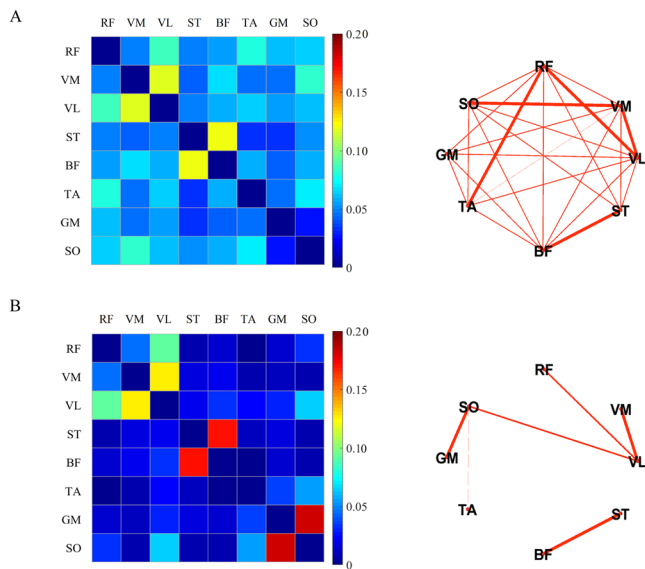 A
RF VM VL ST BF TA GM SO
RF
VM
VL
ST
BF
TA
GM
SO
0.20
0.15
0.10
0.05
0
RF
SO
VM
GM
VL
TA
ST
BF
B
RF VM VL ST BF TA GM SO
RF
VM
VL
ST
BF
TA
GM
SO
0.20
0.15
0.10
0.05
0
RF
SO
VM
GM
VL
TA
ST
BF